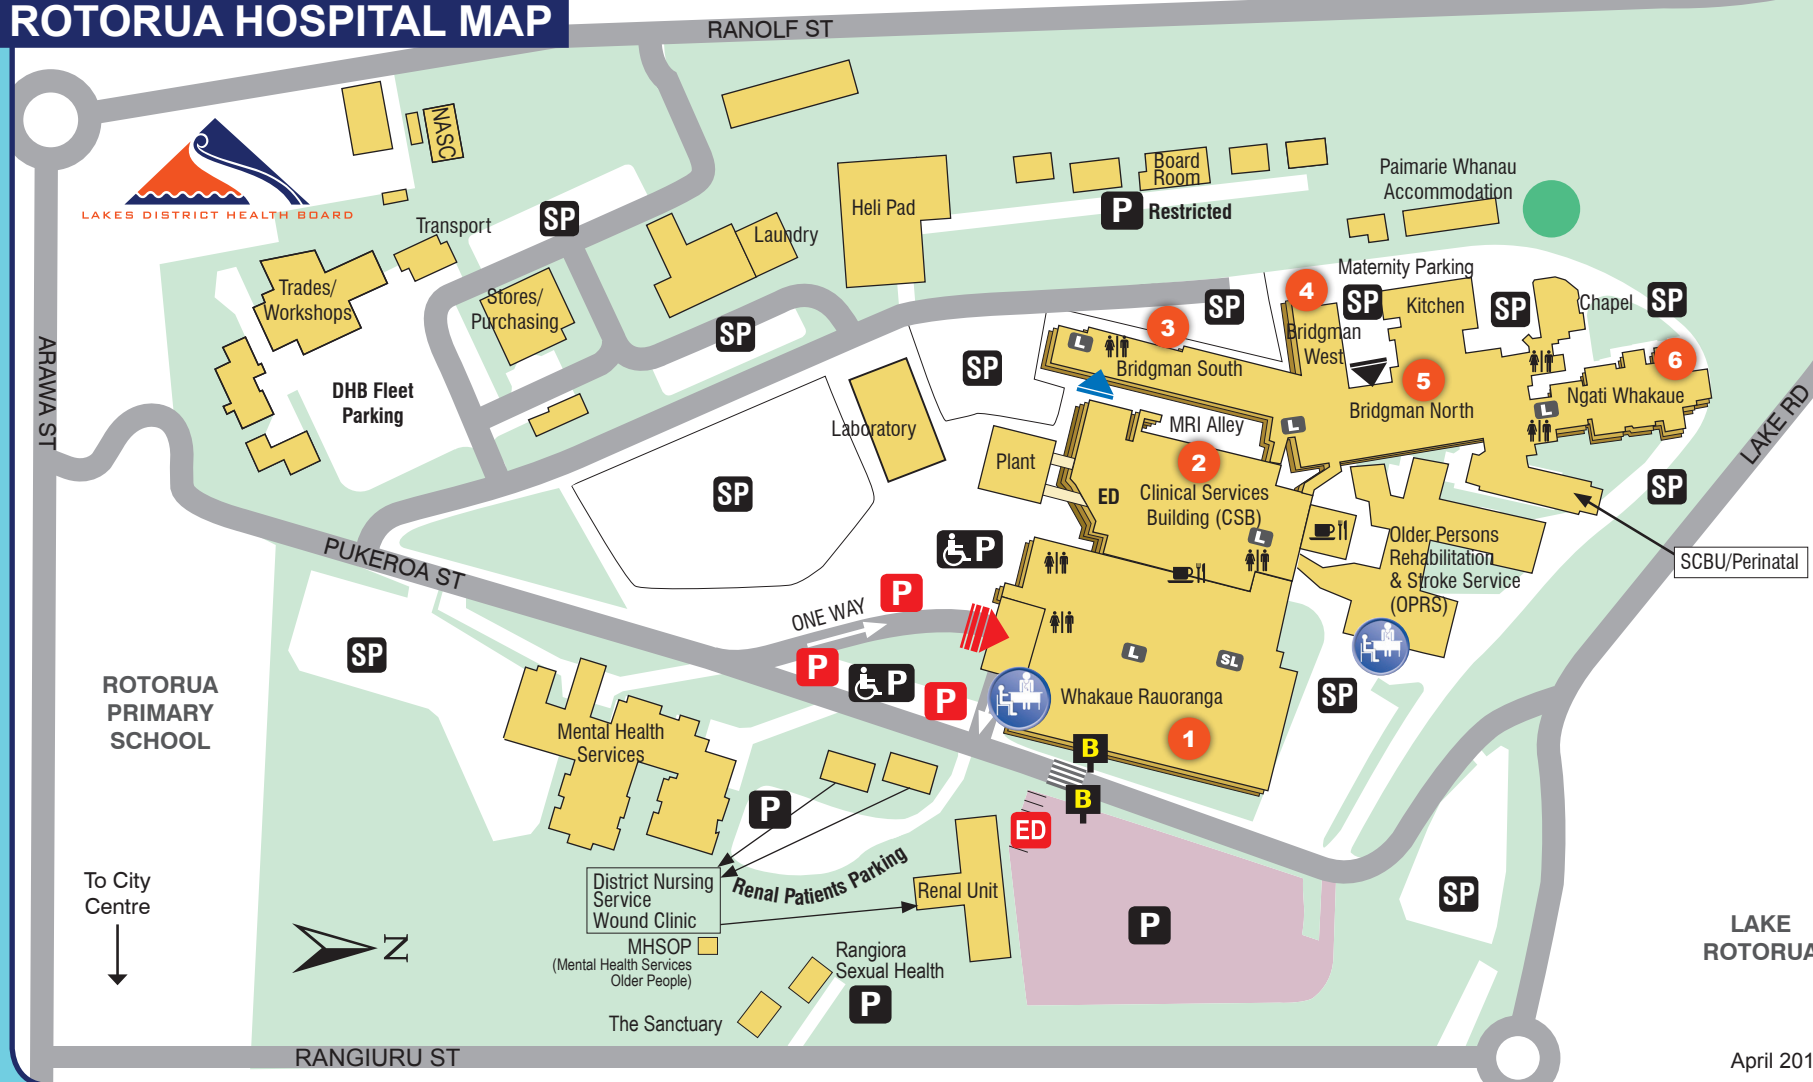 ROTORUA HOSPITAL MAP
RANOLF ST
NASC
LAKES DISTRICT HEALTH BOARD
Transport
SP
Trades/
Workshops
Stores/
Purchasing
Laundry
SP
Heli Pad
Board
Room
P Restricted
Paimarie Whanau
Accommodation
Maternity Parking
4
SP
SP
Kitchen
SP
Chapel
SP
3
L
Bridgman South
Bridgman
West
5
Bridgman North
6
Ngati Whakaue
L
L
ARAWA ST
DHB Fleet
Parking
SP
Laboratory
SP
MRI Alley
2
Plant
ED
Clinical Services
Building (CSB)
L
SP
LAKE RD
Older Persons
Rehabilitation
& Stroke Service
(OPRS)
SCBU/Perinatal
PUKEROA ST
P
P
ONE WAY
P
P
P
SP
L
SL
Whakaue Rauoranga
1
SP
ROTORUA
PRIMARY
SCHOOL
Mental Health
Services
B
B
P
ED
Renal Patients Parking
District Nursing
Service
Wound Clinic
Renal Unit
P
SP
To City
Centre
N
MHSOP
(Mental Health Services
Older People)
Rangiora
Sexual Health
P
The Sanctuary
LAKE
ROTORUA
RANGIURU ST
April 201